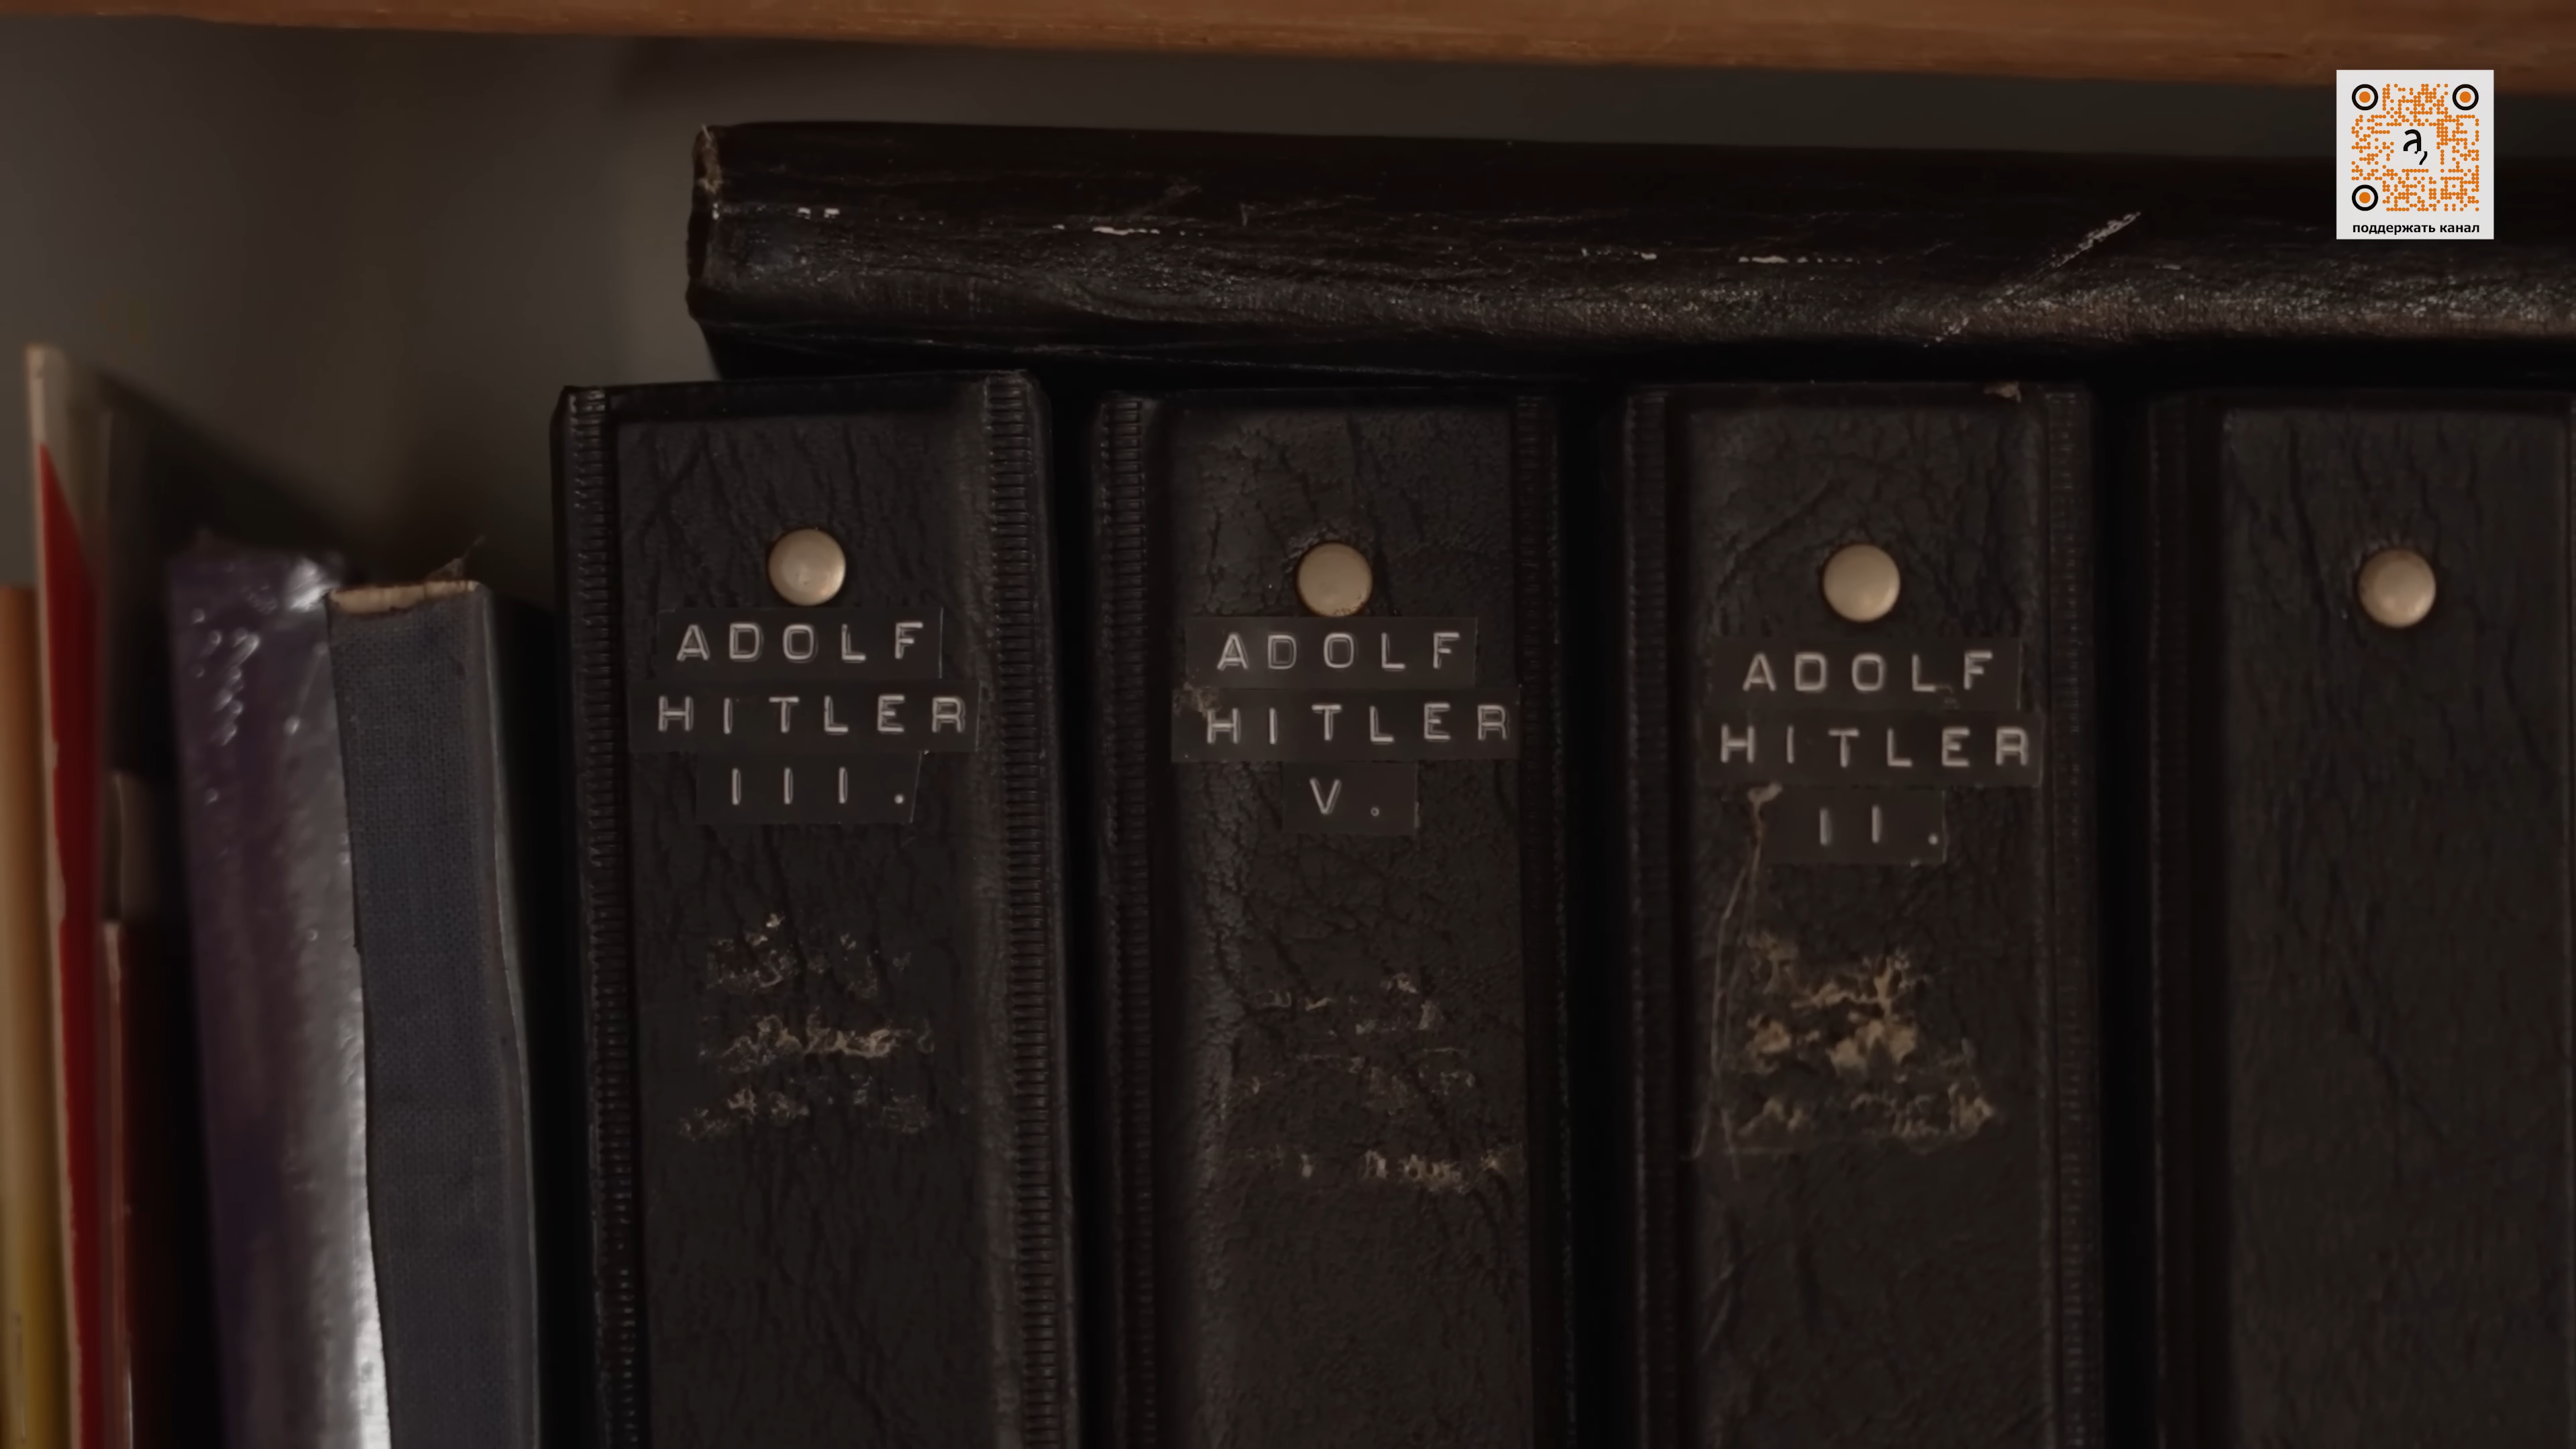 ADOLF
HITLER
III.
ADOLF
HITLER
V.
ADOLF
HITLER
II.
a,
поддержать канал